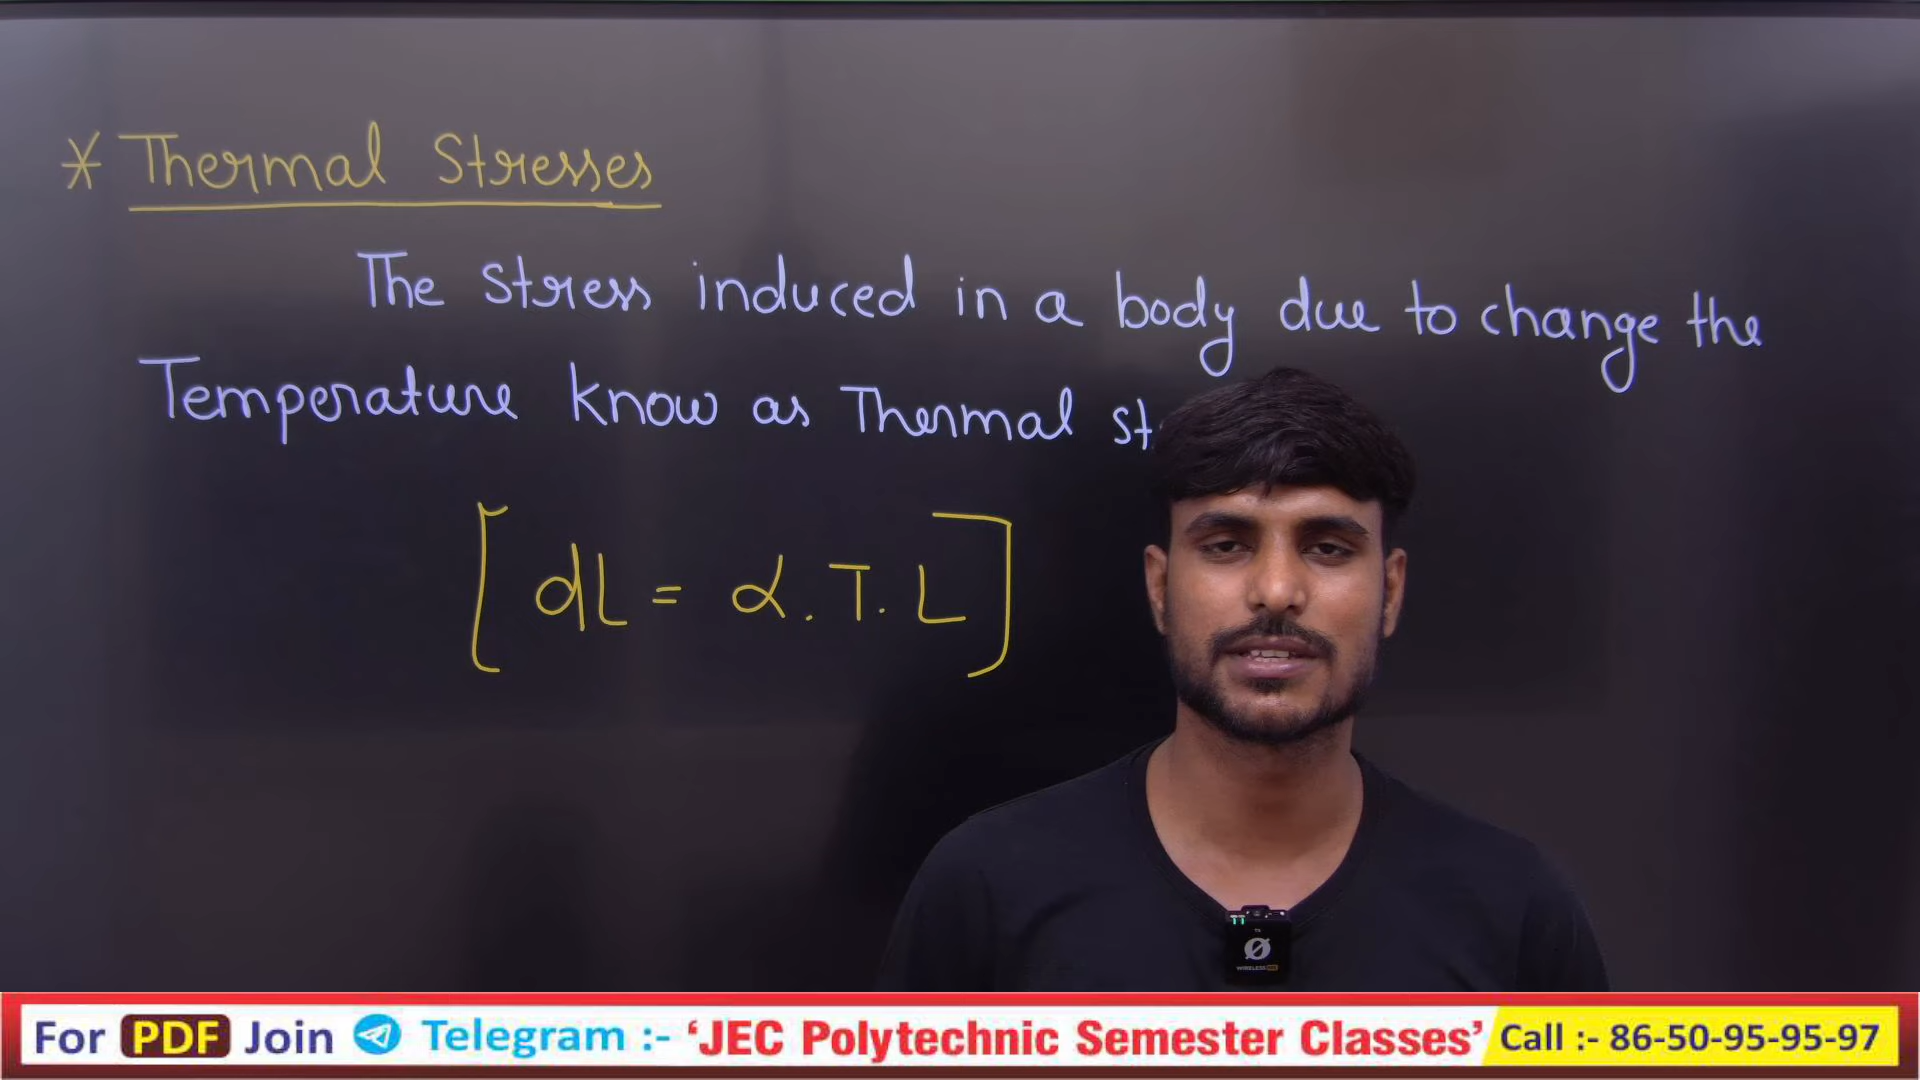 * Thermal Stresses
The Stress induced in a body due to change the
Temperature know as Thermal
[ dL = α . T . L ]
For PDF Join Telegram :- ‘JEC Polytechnic Semester Classes’ Call :- 86-50-95-95-97